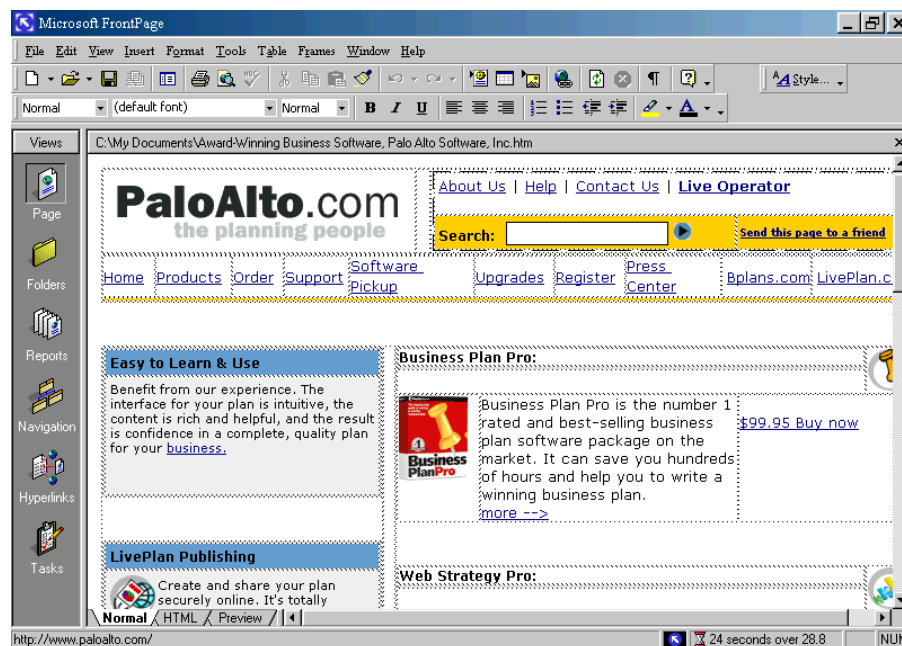 Microsoft FrontPage
File Edit View Insert Format Tools Table Frames Window Help
Style...
Normal (default font) Normal B I U A
Views C:\My Documents\Award-Winning Business Software, Palo Alto Software, Inc.htm
Page
Folders
Reports
Navigation
Hyperlinks
Tasks
PaloAlto.com
the planning people
About Us | Help | Contact Us | Live Operator
Search: Send this page to a friend
Home Products Order Support Software Pickup Upgrades Register Press Center Bplans.com LivePlan.c
Easy to Learn & Use
Benefit from our experience. The
interface for your plan is intuitive, the
content is rich and helpful, and the result
is confidence in a complete, quality plan
for your business.
LivePlan Publishing
Create and share your plan
securely online. It's totally
Business Plan Pro:
Business
PlanPro
Business Plan Pro is the number 1
rated and best-selling business
plan software package on the
market. It can save you hundreds
of hours and help you to write a
winning business plan.
more -->
$99.95 Buy now
Web Strategy Pro:
Normal HTML Preview
http://www.paloalto.com/ 24 seconds over 28.8 NUM